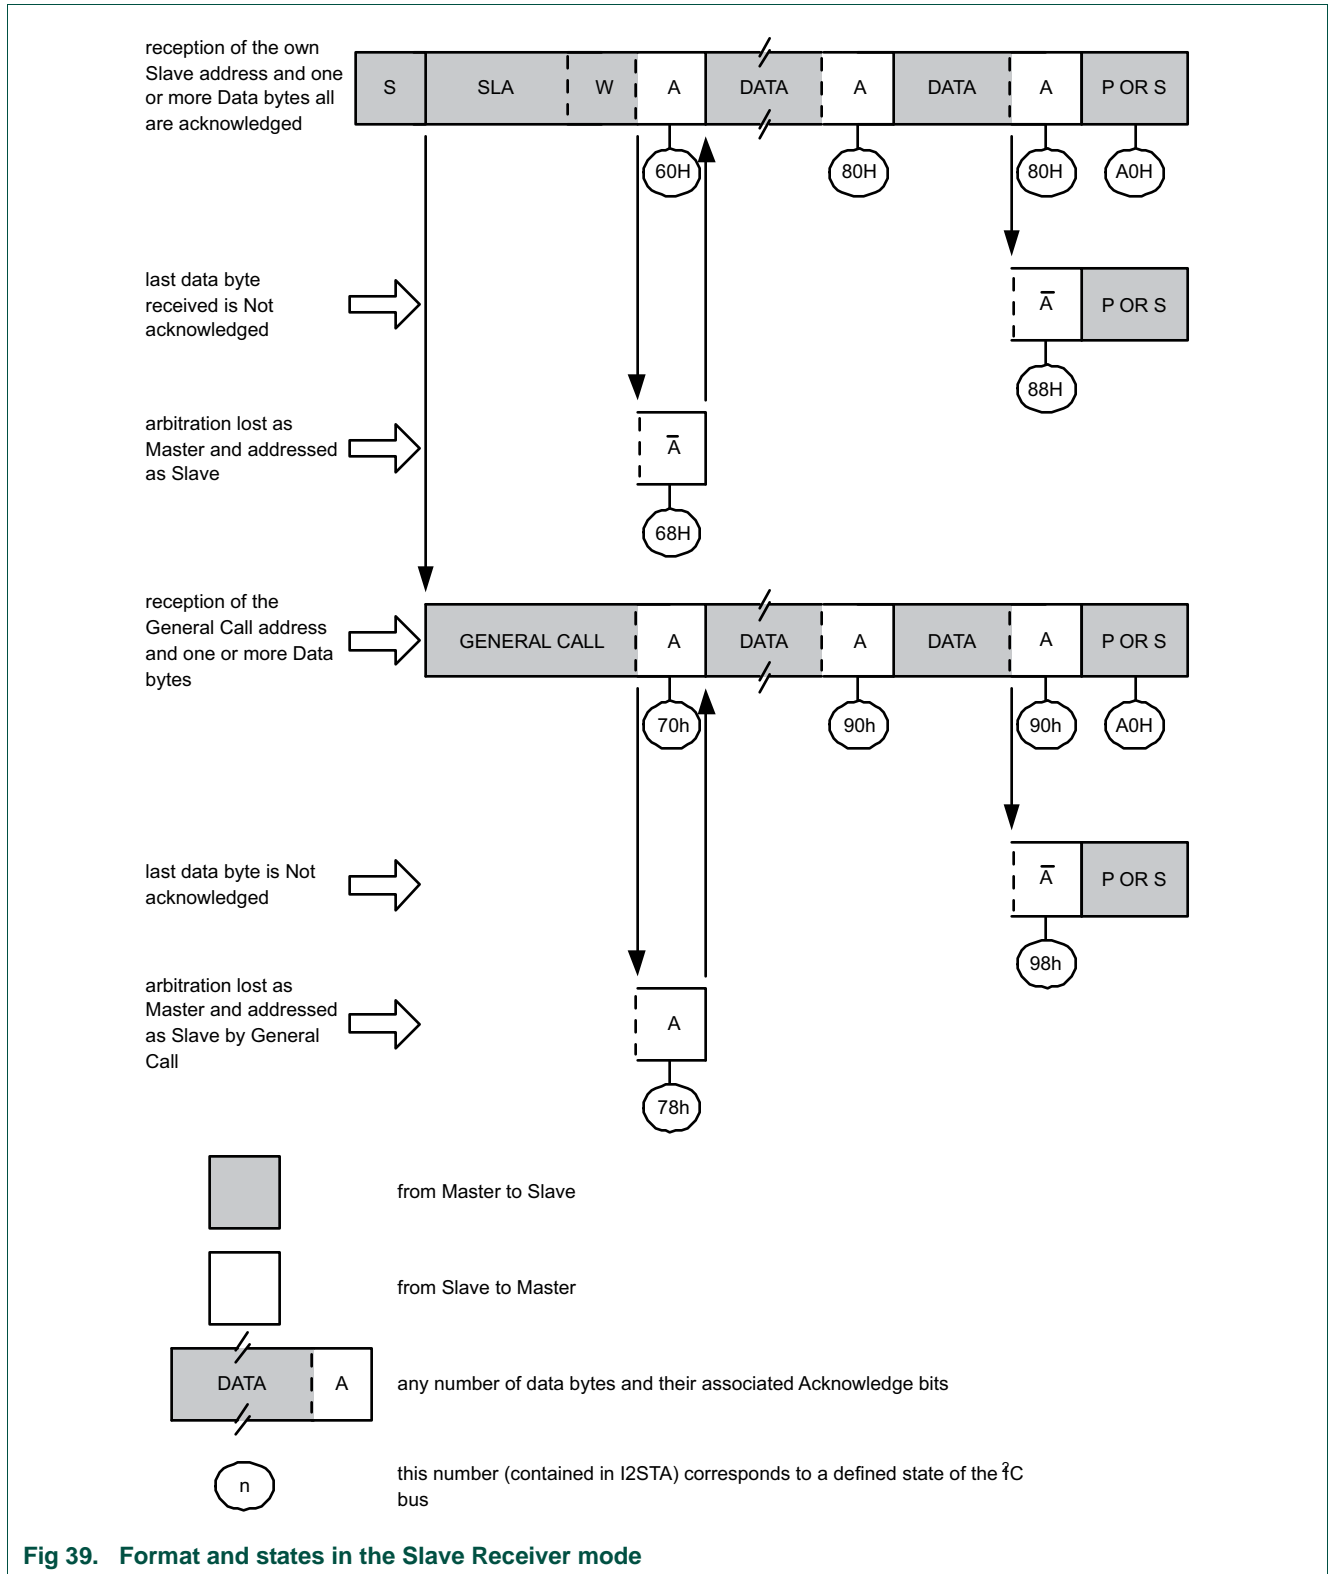 reception of the own
Slave address and one
or more Data bytes all
are acknowledged
S SLA W A DATA A DATA A P OR S
60H 80H 80H A0H
last data byte
received is Not
acknowledged
A̅ P OR S
88H
arbitration lost as
Master and addressed
as Slave
A̅
68H
reception of the
General Call address
and one or more Data
bytes
GENERAL CALL A DATA A DATA A P OR S
70h 90h 90h A0H
last data byte is Not
acknowledged
A̅ P OR S
98h
arbitration lost as
Master and addressed
as Slave by General
Call
A
78h
from Master to Slave
from Slave to Master
DATA A any number of data bytes and their associated Acknowledge bits
n this number (contained in I2STA) corresponds to a defined state of the I²C
bus
Fig 39. Format and states in the Slave Receiver mode